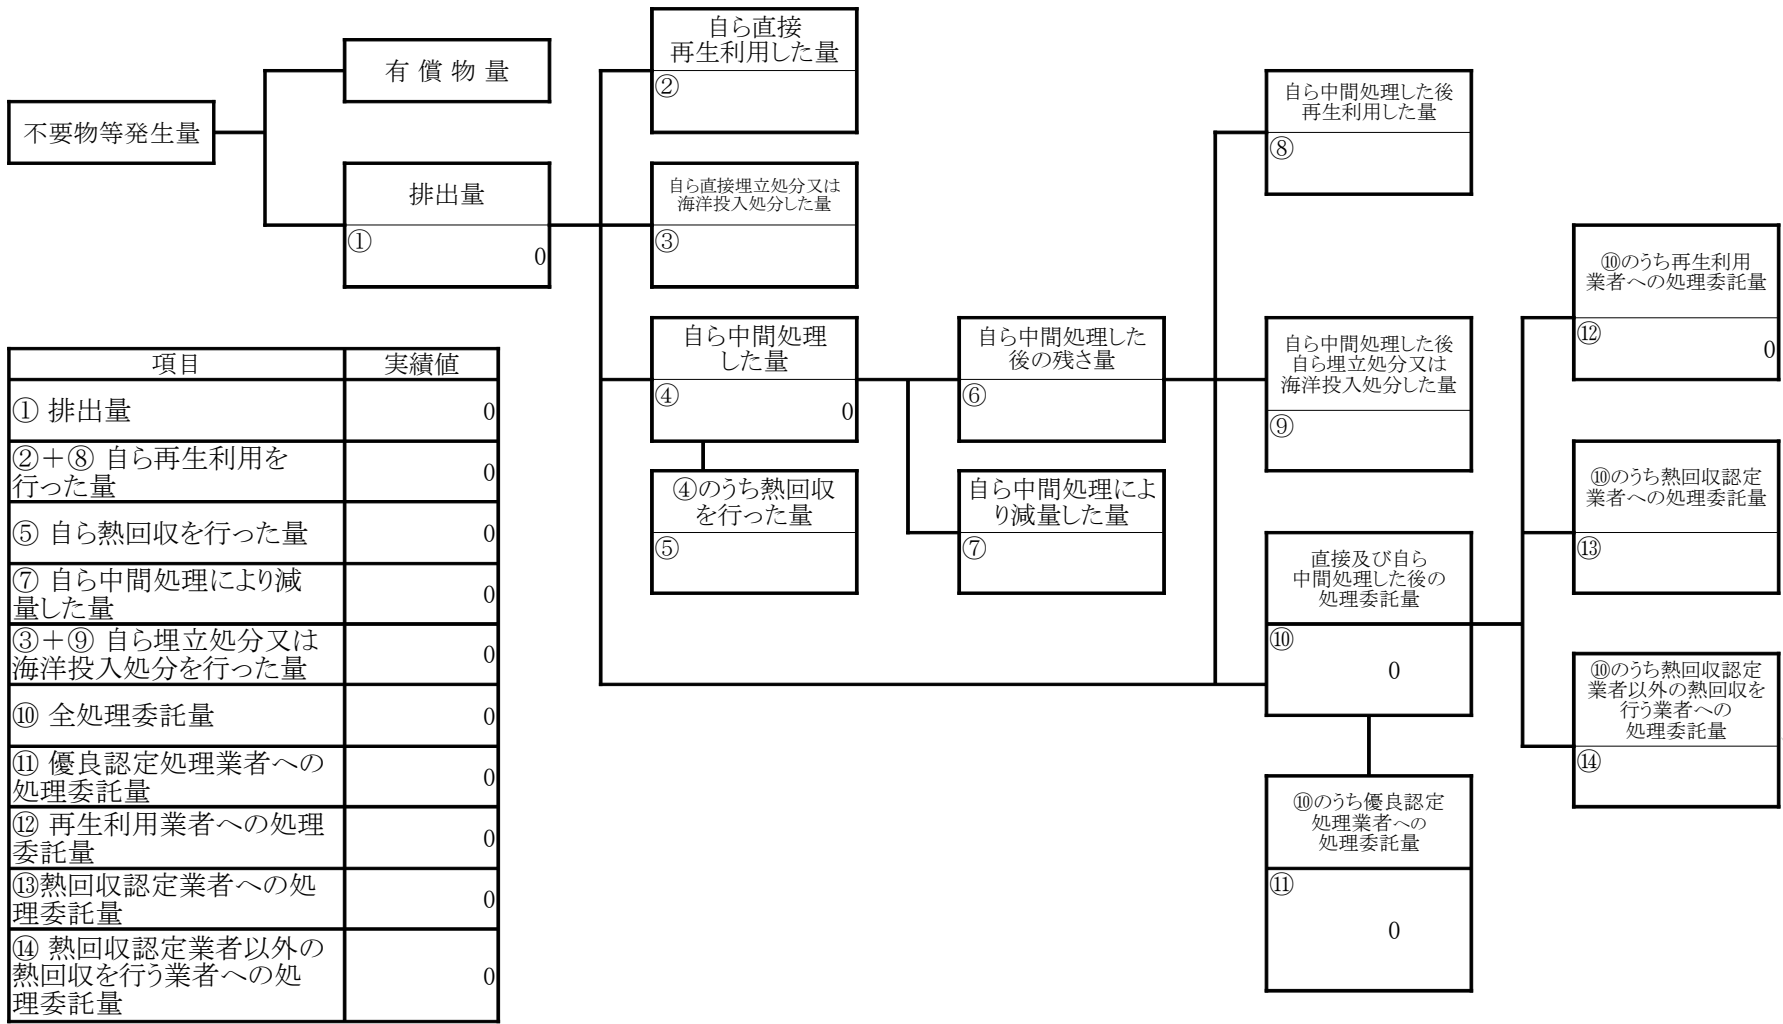 不要物等発生量
有 償 物 量
排出量
①
0
自ら直接
再生利用した量
②
自ら直接埋立処分又は
海洋投入処分した量
③
自ら中間処理
した量
④
0
④のうち熱回収
を行った量
⑤
自ら中間処理した
後の残さ量
⑥
自ら中間処理によ
り減量した量
⑦
自ら中間処理した後
再生利用した量
⑧
自ら中間処理した後
自ら埋立処分又は
海洋投入処分した量
⑨
直接及び自ら
中間処理した後の
処理委託量
⑩
0
⑩のうち優良認定
処理業者への
処理委託量
⑪
0
⑩のうち再生利用
業者への処理委託量
⑫
0
⑩のうち熱回収認定
業者への処理委託量
⑬
⑩のうち熱回収認定
業者以外の熱回収を
行う業者への
処理委託量
⑭
項目 実績値
① 排出量 0
②＋⑧ 自ら再生利用を
行った量 0
⑤ 自ら熱回収を行った量 0
⑦ 自ら中間処理により減
量した量 0
③＋⑨ 自ら埋立処分又は
海洋投入処分を行った量 0
⑩ 全処理委託量 0
⑪ 優良認定処理業者への
処理委託量 0
⑫ 再生利用業者への処理
委託量 0
⑬熱回収認定業者への処
理委託量 0
⑭ 熱回収認定業者以外の
熱回収を行う業者への処
理委託量 0